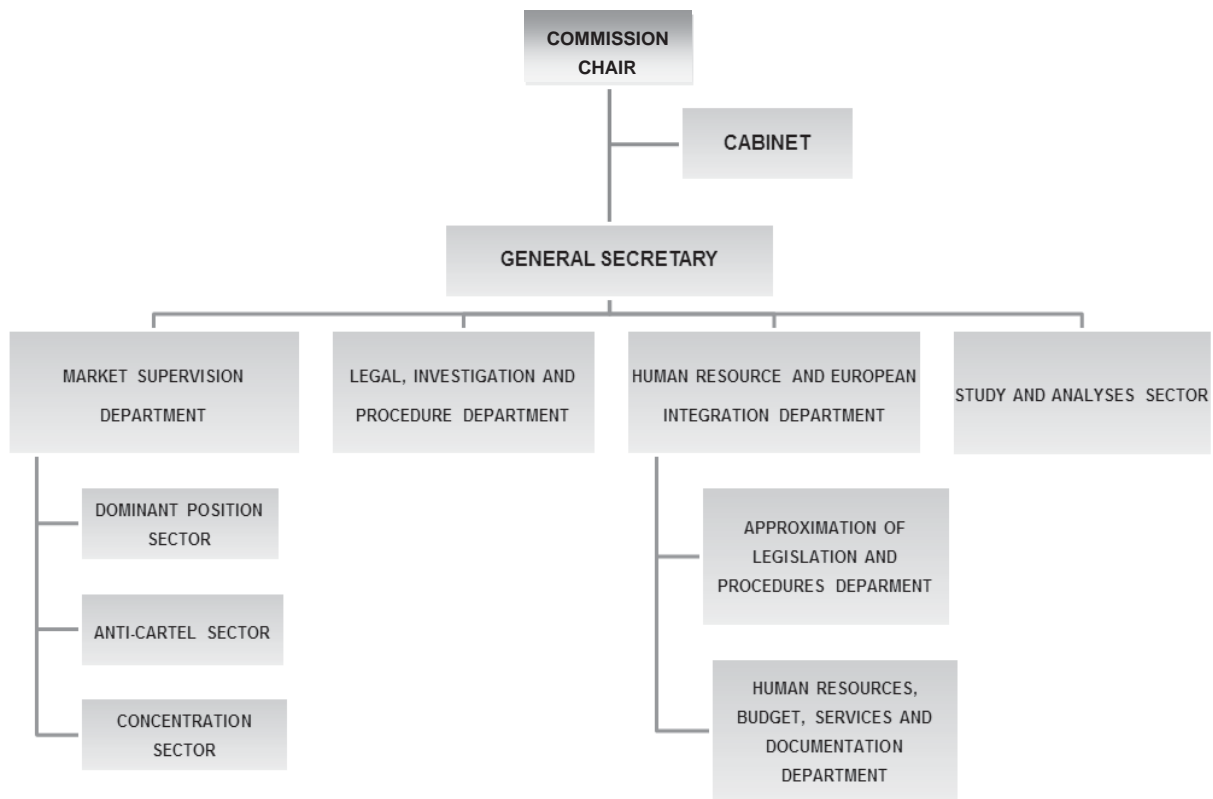 COMMISSION
CHAIR
CABINET
GENERAL SECRETARY
MARKET SUPERVISION
DEPARTMENT
LEGAL, INVESTIGATION AND
PROCEDURE DEPARTMENT
HUMAN RESOURCE AND EUROPEAN
INTEGRATION DEPARTMENT
STUDY AND ANALYSES SECTOR
DOMINANT POSITION
SECTOR
ANTI-CARTEL SECTOR
CONCENTRATION
SECTOR
APPROXIMATION OF
LEGISLATION AND
PROCEDURES DEPARMENT
HUMAN RESOURCES,
BUDGET, SERVICES AND
DOCUMENTATION
DEPARTMENT